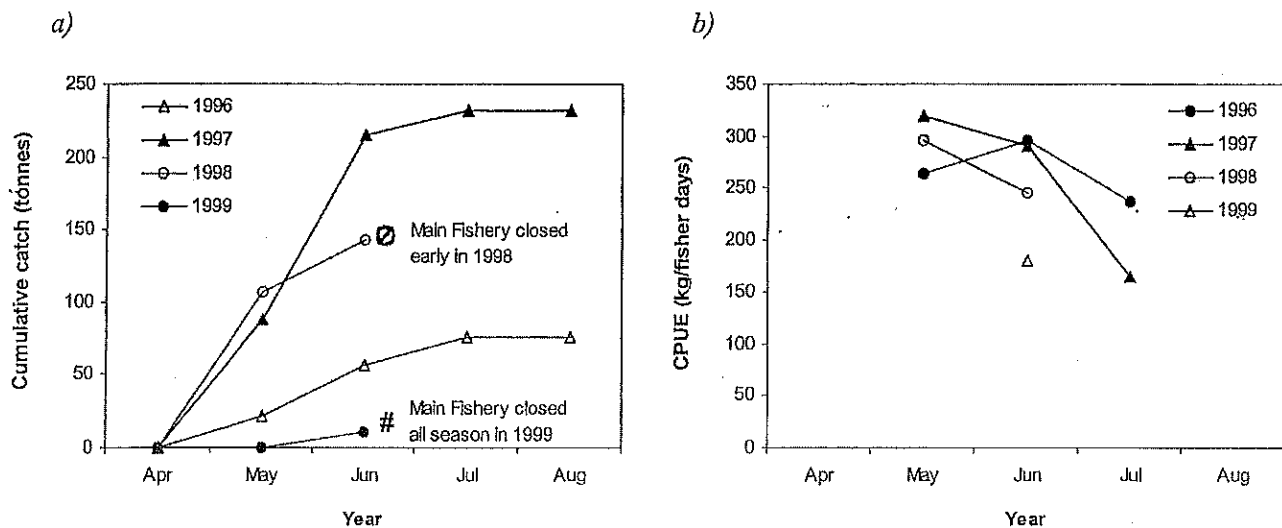 a)
Cumulative catch (tónnes)
250
200
150
100
50
0
1996
1997
1998
1999
Ø Main Fishery closed
early in 1998
# Main Fishery closed
all season in 1999
Apr May Jun Jul Aug
Year
b)
CPUE (kg/fisher days)
350
300
250
200
150
100
50
0
1996
1997
1998
1999
Apr May Jun Jul Aug
Year